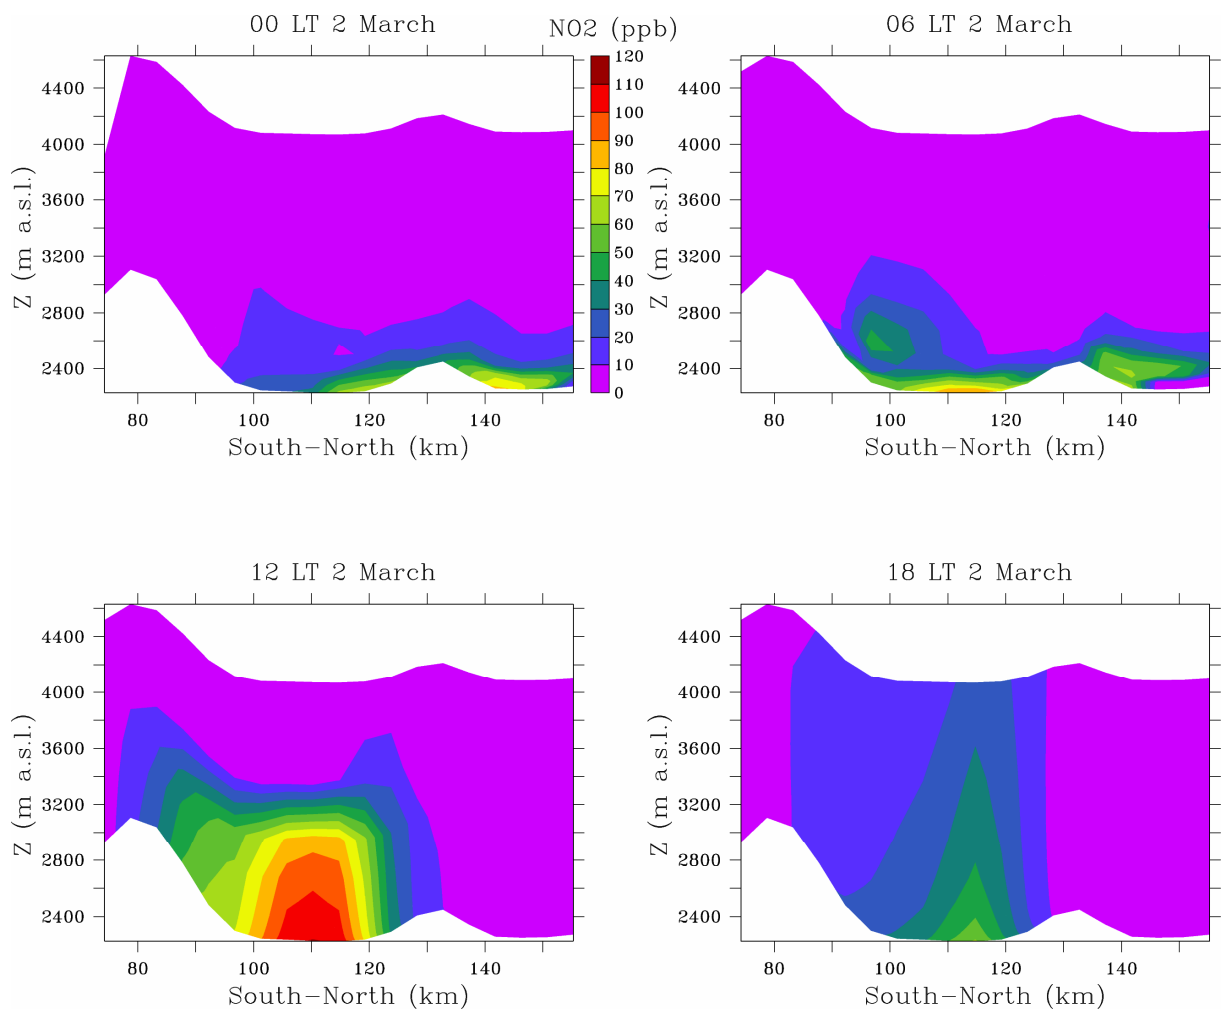 00 LT 2 March
NO2 (ppb)
06 LT 2 March
120
110
100
90
80
70
60
50
40
30
20
10
0
4400
4000
3600
3200
2800
2400
Z (m a.s.l.)
80 100 120 140
South-North (km)
4400
4000
3600
3200
2800
2400
Z (m a.s.l.)
80 100 120 140
South-North (km)
12 LT 2 March
18 LT 2 March
4400
4000
3600
3200
2800
2400
Z (m a.s.l.)
80 100 120 140
South-North (km)
4400
4000
3600
3200
2800
2400
Z (m a.s.l.)
80 100 120 140
South-North (km)